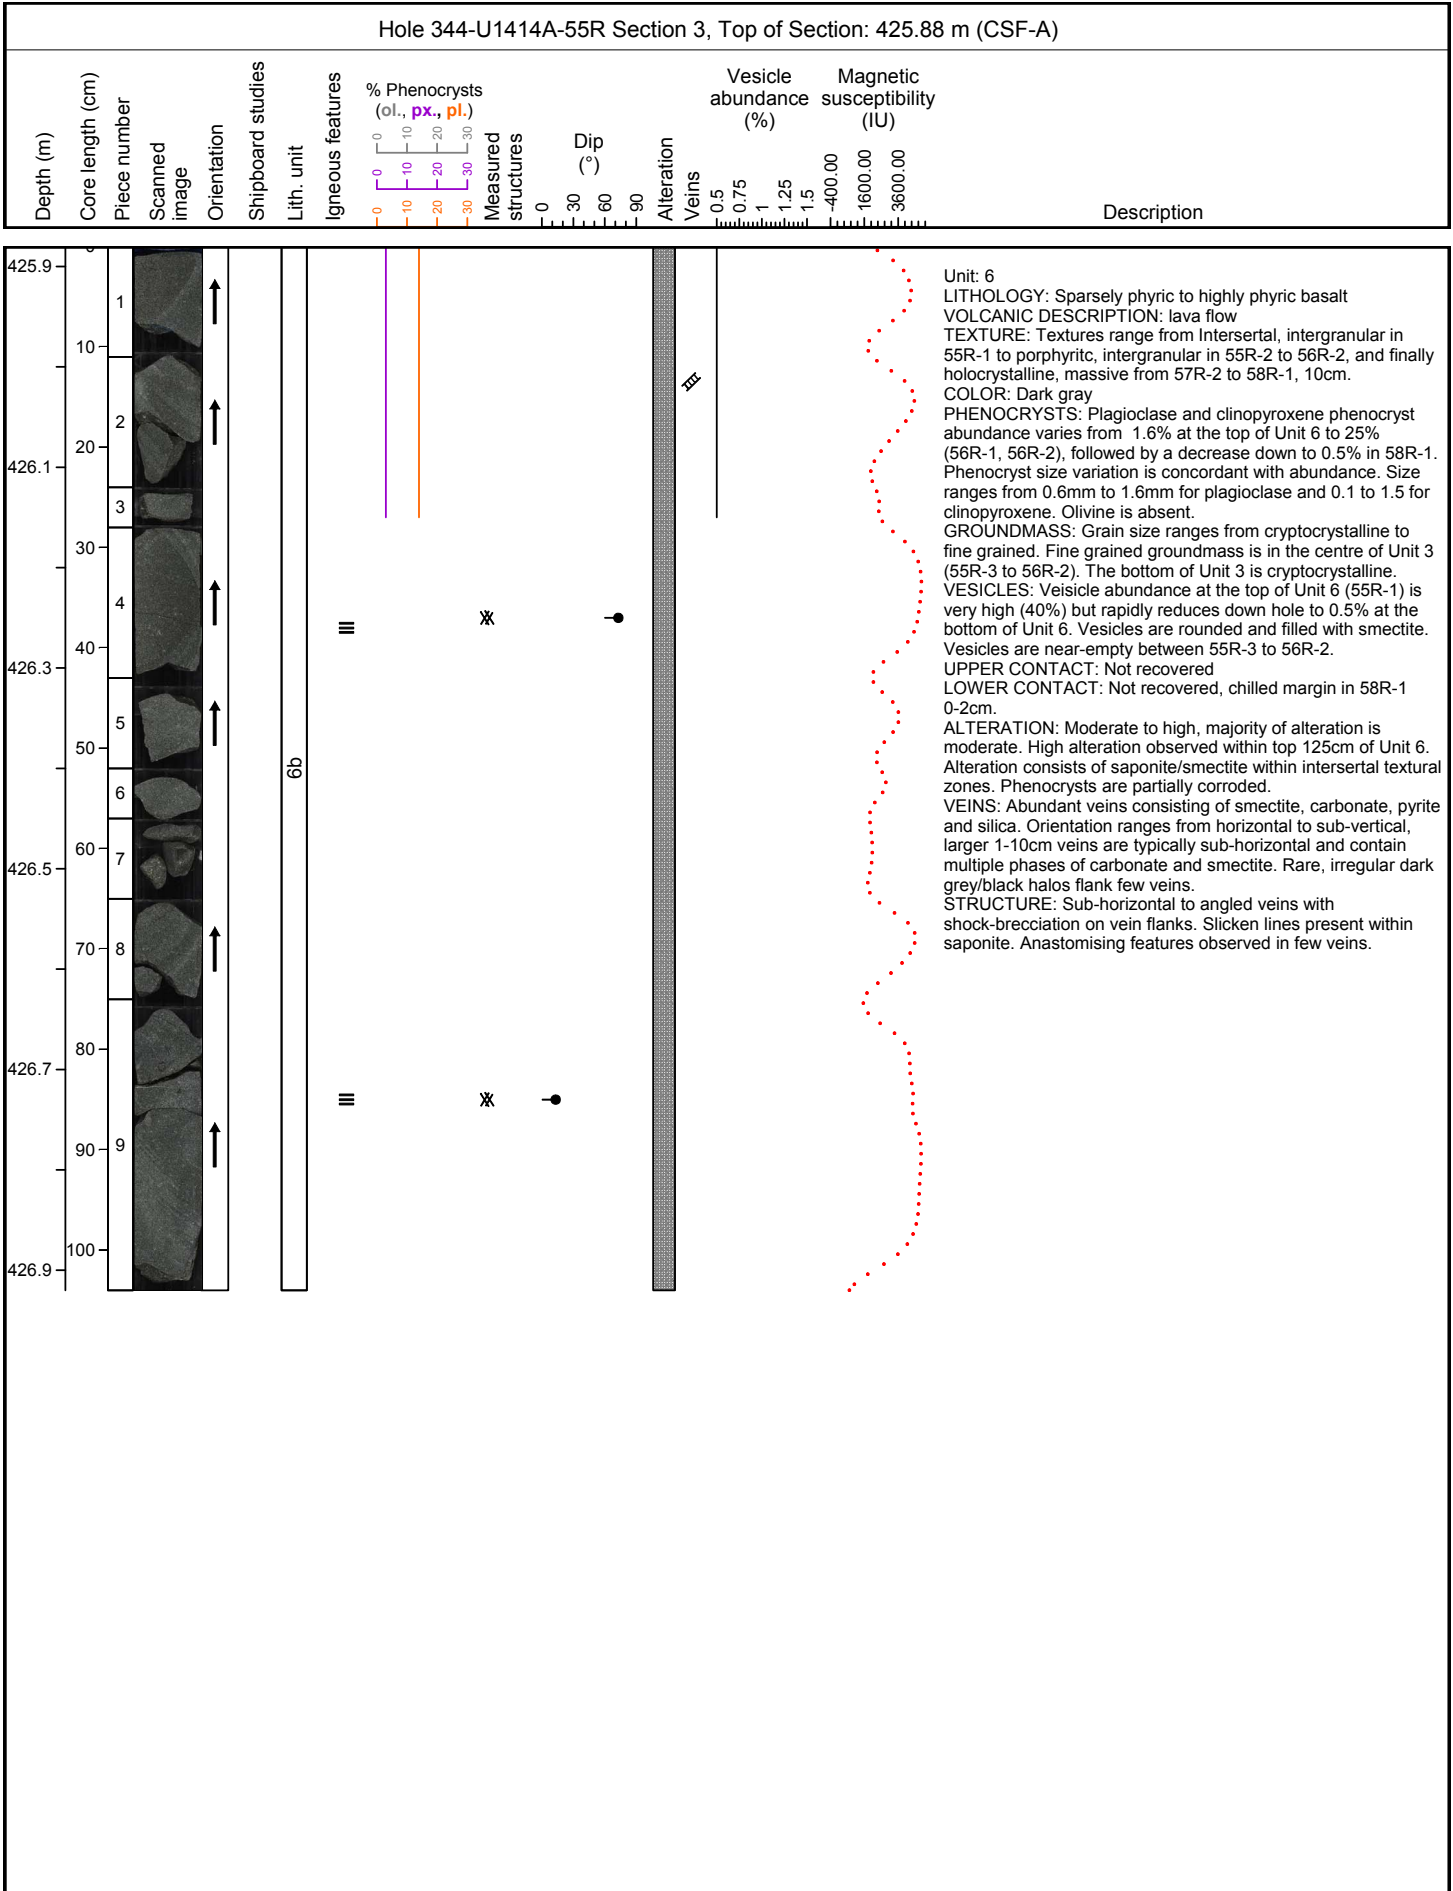 Hole 344-U1414A-55R Section 3, Top of Section: 425.88 m (CSF-A)
Depth (m)
Core length (cm)
Piece number
Scanned
image
Orientation
Shipboard studies
Lith. unit
Igneous features
% Phenocrysts
(ol., px., pl.)
0 10 20 30
0 10 20 30
0 10 20 30
Measured
structures
Dip
(°)
0 30 60 90
Alteration
Veins
Vesicle
abundance
(%)
0.5 0.75 1 1.25 1.5
Magnetic
susceptibility
(IU)
-400.00 1600.00 3600.00
Description
425.9
426.1
426.3
426.5
426.7
426.9
10
20
30
40
50
60
70
80
90
100
1
2
3
4
5
6
7
8
9
6b
Unit: 6
LITHOLOGY: Sparsely phyric to highly phyric basalt
VOLCANIC DESCRIPTION: lava flow
TEXTURE: Textures range from Intersertal, intergranular in
55R-1 to porphyritc, intergranular in 55R-2 to 56R-2, and finally
holocrystalline, massive from 57R-2 to 58R-1, 10cm.
COLOR: Dark gray
PHENOCRYSTS: Plagioclase and clinopyroxene phenocryst
abundance varies from 1.6% at the top of Unit 6 to 25%
(56R-1, 56R-2), followed by a decrease down to 0.5% in 58R-1.
Phenocryst size variation is concordant with abundance. Size
ranges from 0.6mm to 1.6mm for plagioclase and 0.1 to 1.5 for
clinopyroxene. Olivine is absent.
GROUNDMASS: Grain size ranges from cryptocrystalline to
fine grained. Fine grained groundmass is in the centre of Unit 3
(55R-3 to 56R-2). The bottom of Unit 3 is cryptocrystalline.
VESICLES: Veisicle abundance at the top of Unit 6 (55R-1) is
very high (40%) but rapidly reduces down hole to 0.5% at the
bottom of Unit 6. Vesicles are rounded and filled with smectite.
Vesicles are near-empty between 55R-3 to 56R-2.
UPPER CONTACT: Not recovered
LOWER CONTACT: Not recovered, chilled margin in 58R-1
0-2cm.
ALTERATION: Moderate to high, majority of alteration is
moderate. High alteration observed within top 125cm of Unit 6.
Alteration consists of saponite/smectite within intersertal textural
zones. Phenocrysts are partially corroded.
VEINS: Abundant veins consisting of smectite, carbonate, pyrite
and silica. Orientation ranges from horizontal to sub-vertical,
larger 1-10cm veins are typically sub-horizontal and contain
multiple phases of carbonate and smectite. Rare, irregular dark
grey/black halos flank few veins.
STRUCTURE: Sub-horizontal to angled veins with
shock-brecciation on vein flanks. Slicken lines present within
saponite. Anastomising features observed in few veins.